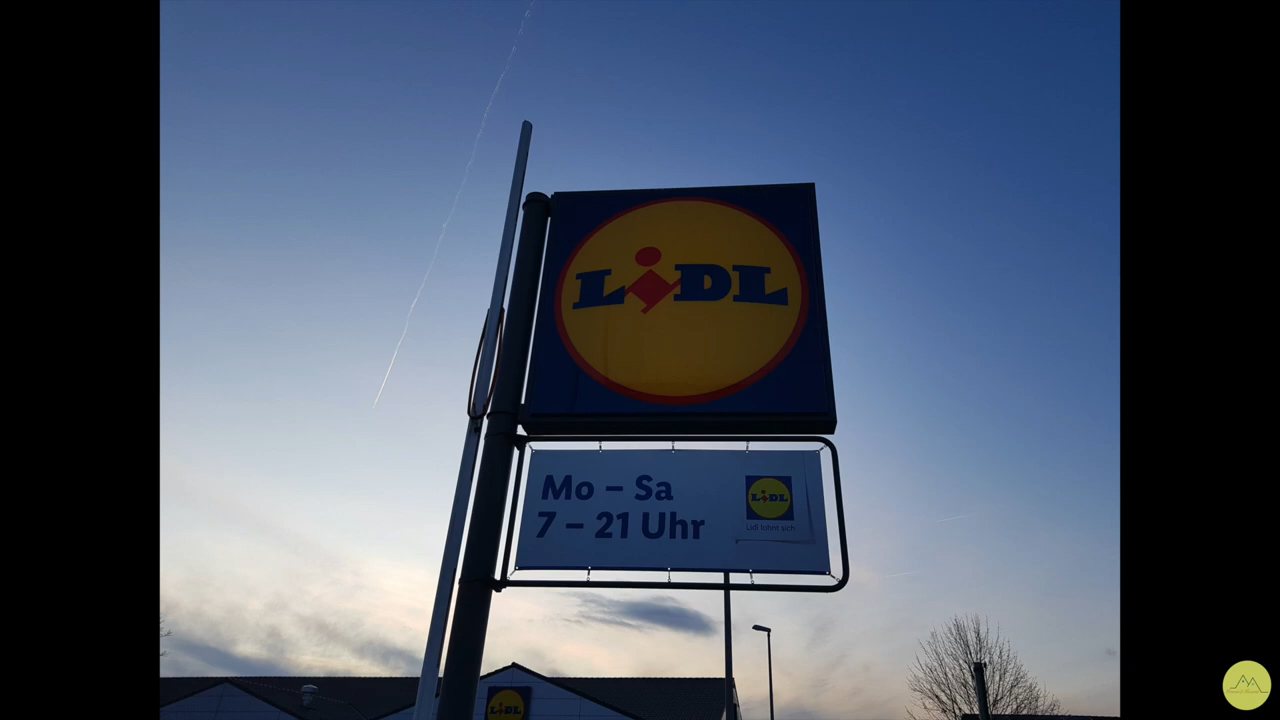 LiDL
Mo – Sa
7 – 21 Uhr
LiDL
Lidl lohnt sich
LiDL